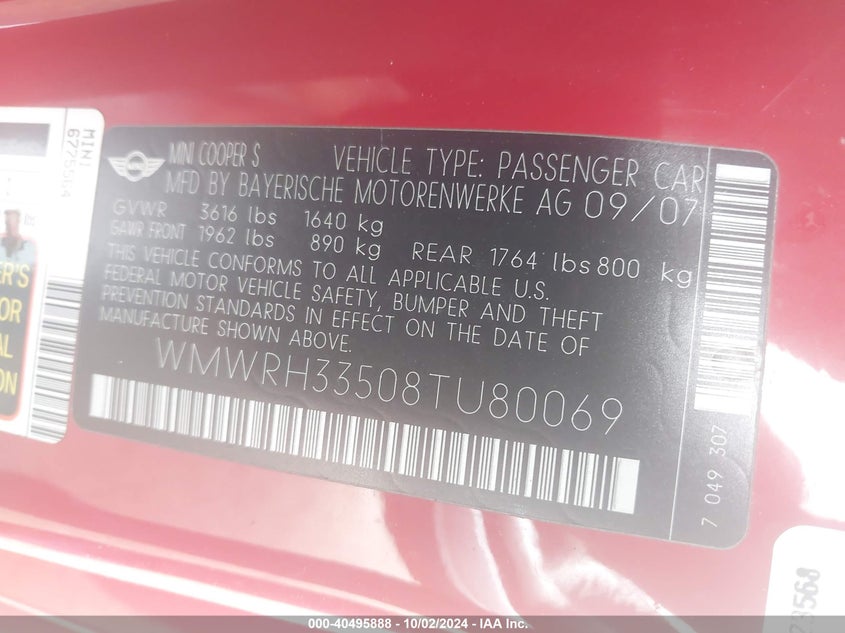 MINI
6725564
MINI COOPER S VEHICLE TYPE: PASSENGER CAR
MFD BY BAYERISCHE MOTORENWERKE AG 09/07
GVWR 3616 lbs 1640 kg
GAWR FRONT 1962 lbs 890 kg REAR 1764 lbs 800 kg
THIS VEHICLE CONFORMS TO ALL APPLICABLE U.S.
FEDERAL MOTOR VEHICLE SAFETY, BUMPER AND THEFT
PREVENTION STANDARDS IN EFFECT ON THE DATE OF
MANUFACTURE SHOWN ABOVE.
WMWRH33508TU80069
7 049 307
000-40495888 - 10/02/2024 - IAA Inc.